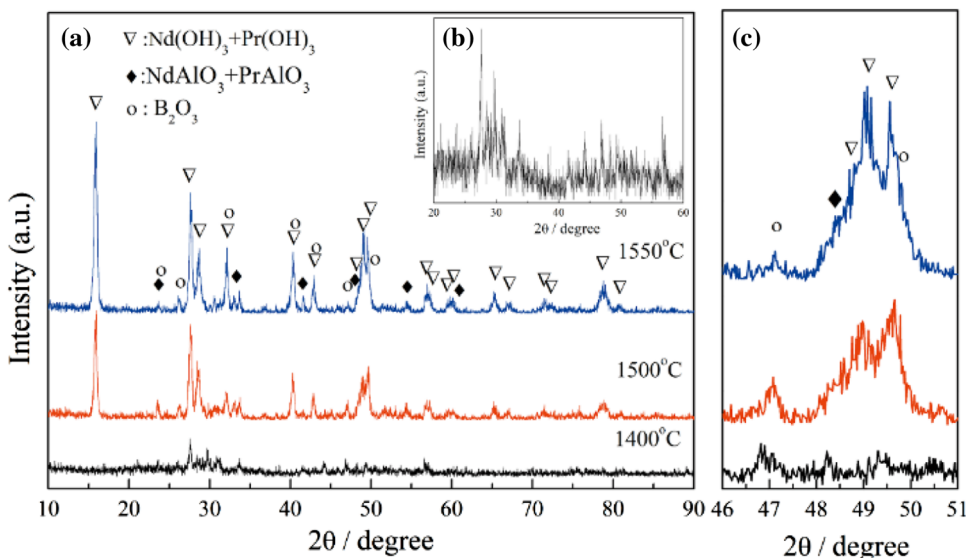 (a)
▽ :Nd(OH)₃+Pr(OH)₃
◆ :NdAlO₃+PrAlO₃
○ : B₂O₃
Intensity (a.u.)
1550°C
1500°C
1400°C
10 20 30 40 50 60 70 80 90
2θ / degree
(b)
Intensity (a.u.)
20 30 40 50 60
2θ / degree
(c)
46 47 48 49 50 51
2θ / degree